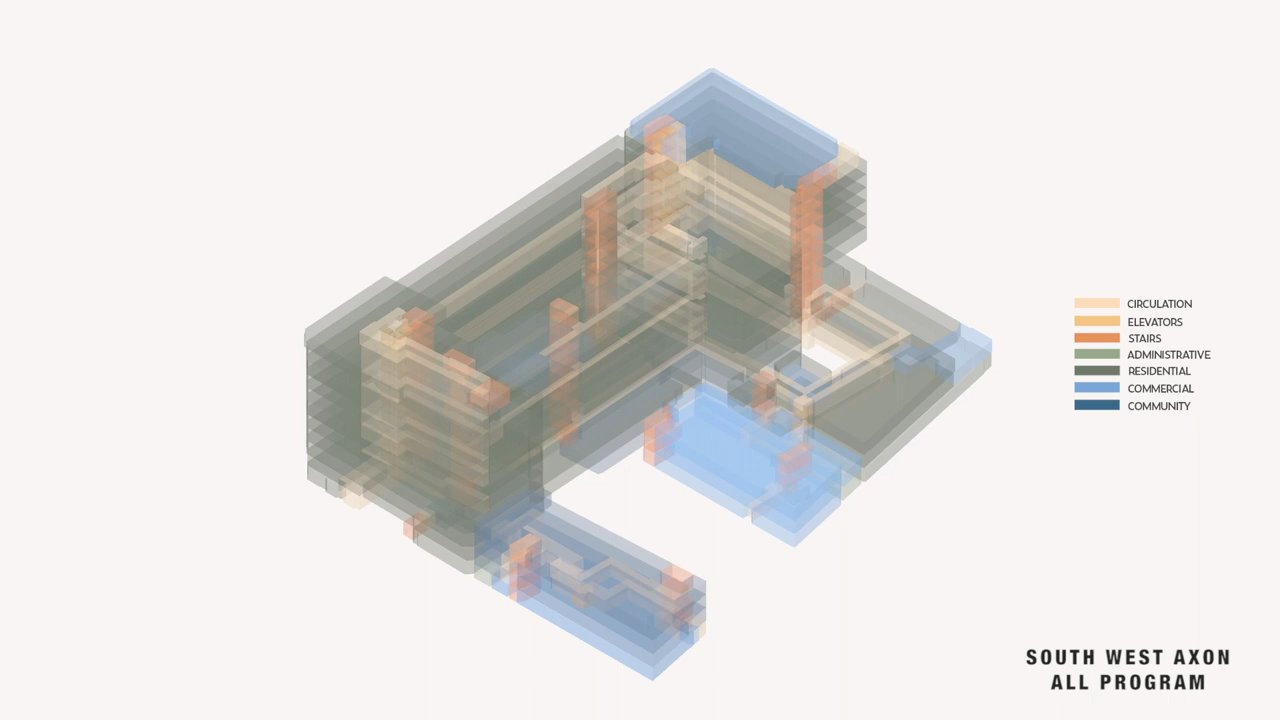 CIRCULATION
ELEVATORS
STAIRS
ADMINISTRATIVE
RESIDENTIAL
COMMERCIAL
COMMUNITY
SOUTH WEST AXON
ALL PROGRAM